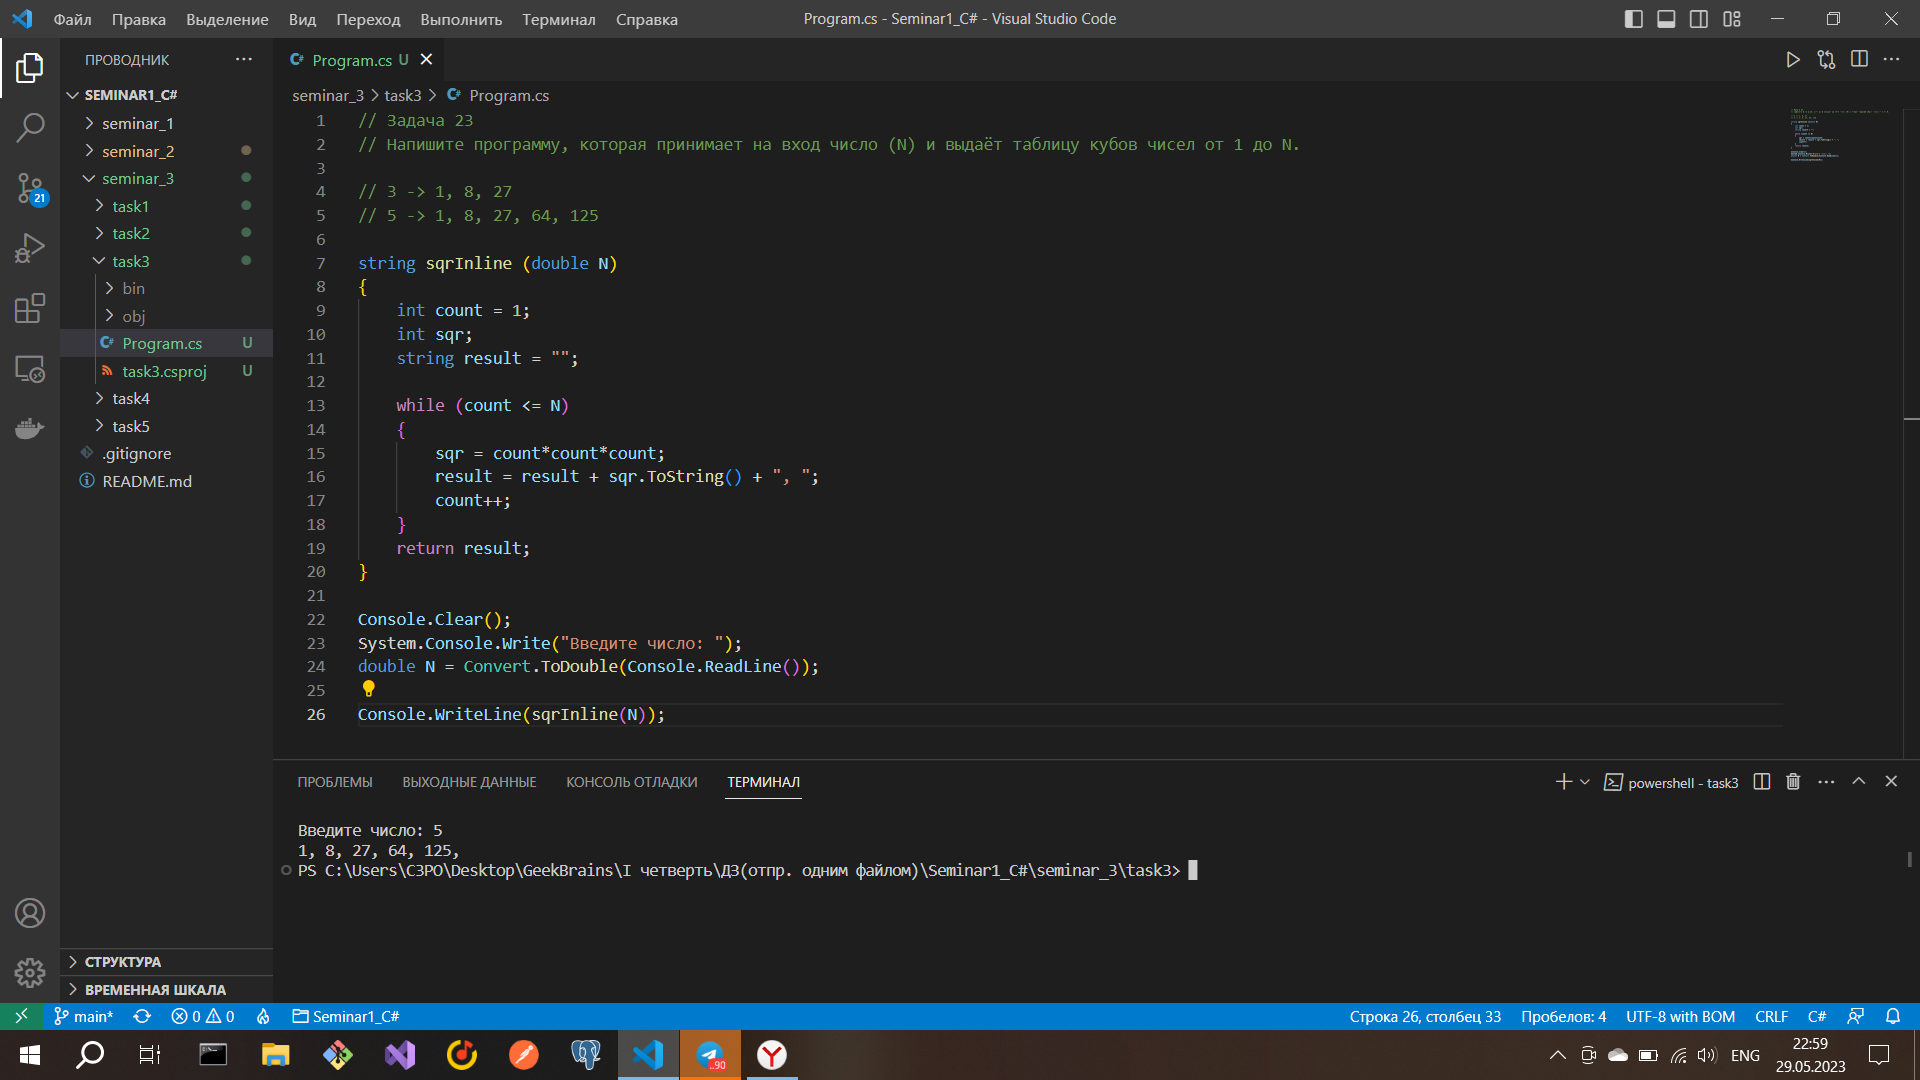 Файл Правка Выделение Вид Переход Выполнить Терминал Справка
Program.cs - Seminar1_C# - Visual Studio Code
ПРОВОДНИК
SEMINAR1_C#
seminar_1
seminar_2
seminar_3
task1
task2
task3
bin
obj
Program.cs U
task3.csproj U
task4
task5
.gitignore
README.md
21
СТРУКТУРА
ВРЕМЕННАЯ ШКАЛА
C# Program.cs U
seminar_3 > task3 > C# Program.cs
1 // Задача 23
2 // Напишите программу, которая принимает на вход число (N) и выдаёт таблицу кубов чисел от 1 до N.
3
4 // 3 -> 1, 8, 27
5 // 5 -> 1, 8, 27, 64, 125
6
7 string sqrInline (double N)
8 {
9 int count = 1;
10 int sqr;
11 string result = "";
12
13 while (count <= N)
14 {
15 sqr = count*count*count;
16 result = result + sqr.ToString() + ", ";
17 count++;
18 }
19 return result;
20 }
21
22 Console.Clear();
23 System.Console.Write("Введите число: ");
24 double N = Convert.ToDouble(Console.ReadLine());
25
26 Console.WriteLine(sqrInline(N));
ПРОБЛЕМЫ ВЫХОДНЫЕ ДАННЫЕ КОНСОЛЬ ОТЛАДКИ ТЕРМИНАЛ
powershell - task3
Введите число: 5
1, 8, 27, 64, 125,
PS C:\Users\C3PO\Desktop\GeekBrains\I четверть\ДЗ(отпр. одним файлом)\Seminar1_C#\seminar_3\task3>
main* 0 0 Seminar1_C#
Строка 26, столбец 33 Пробелов: 4 UTF-8 with BOM CRLF C#
..90
ENG
22:59
29.05.2023